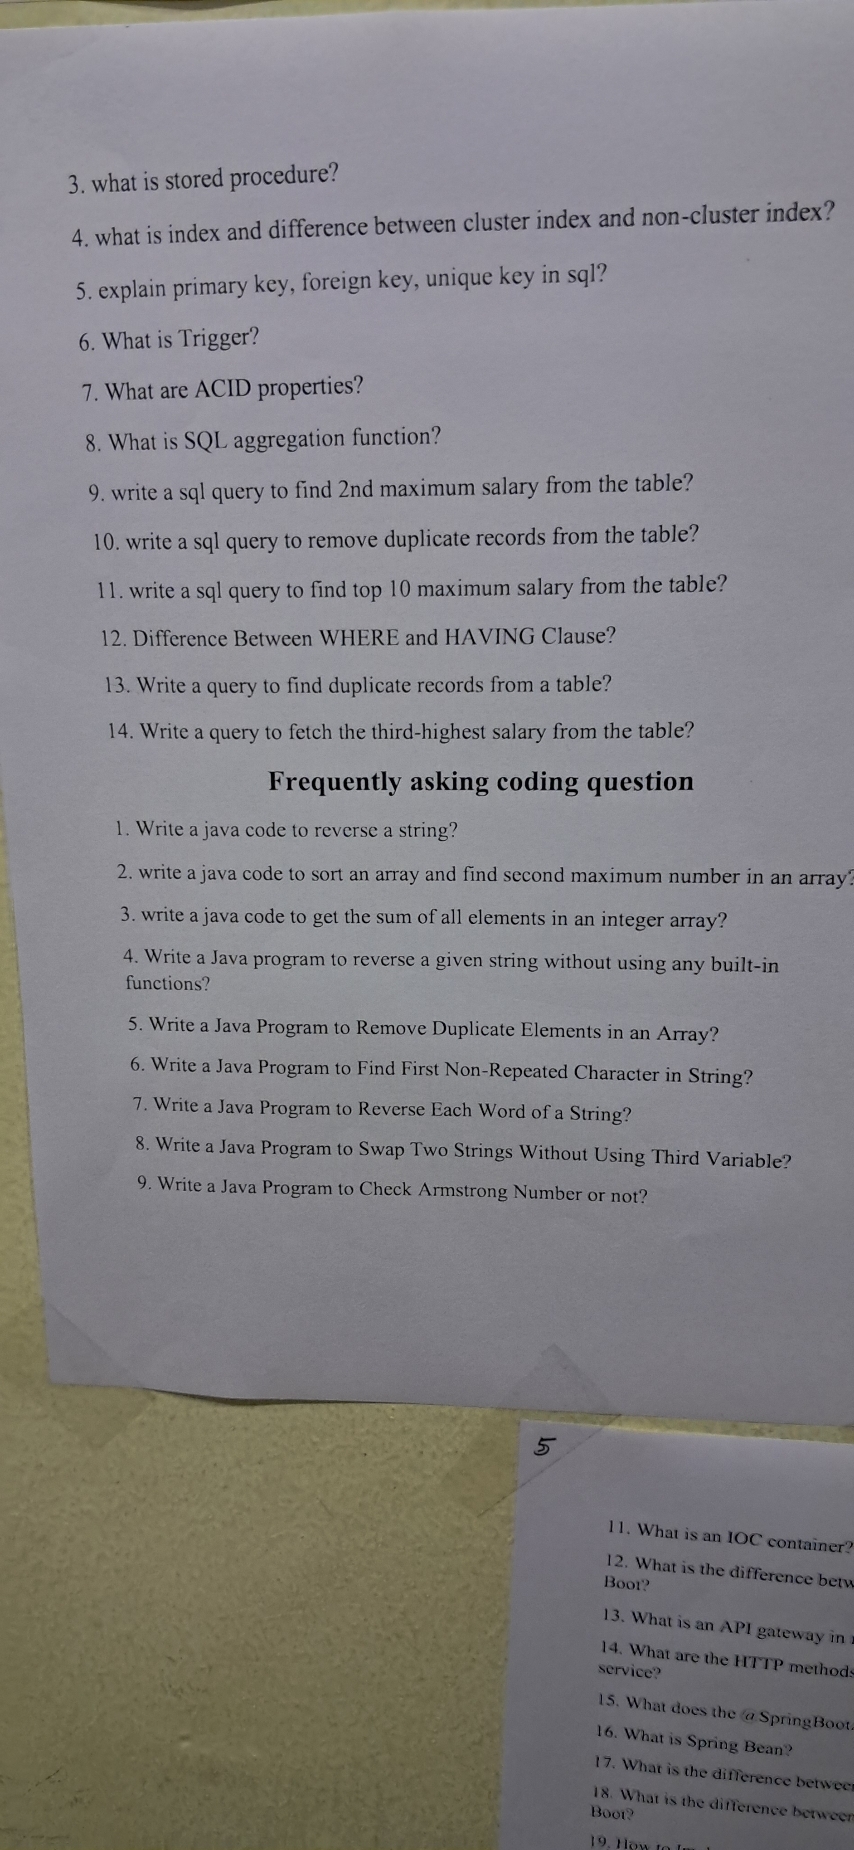 3. what is stored procedure?
4. what is index and difference between cluster index and non-cluster index?
5. explain primary key, foreign key, unique key in sql?
6. What is Trigger?
7. What are ACID properties?
8. What is SQL aggregation function?
9. write a sql query to find 2nd maximum salary from the table?
10. write a sql query to remove duplicate records from the table?
11. write a sql query to find top 10 maximum salary from the table?
12. Difference Between WHERE and HAVING Clause?
13. Write a query to find duplicate records from a table?
14. Write a query to fetch the third-highest salary from the table?
Frequently asking coding question
1. Write a java code to reverse a string?
2. write a java code to sort an array and find second maximum number in an array?
3. write a java code to get the sum of all elements in an integer array?
4. Write a Java program to reverse a given string without using any built-in
functions?
5. Write a Java Program to Remove Duplicate Elements in an Array?
6. Write a Java Program to Find First Non-Repeated Character in String?
7. Write a Java Program to Reverse Each Word of a String?
8. Write a Java Program to Swap Two Strings Without Using Third Variable?
9. Write a Java Program to Check Armstrong Number or not?
5
11. What is an IOC container?
12. What is the difference betw
Boot?
13. What is an API gateway in
14. What are the HTTP methods
service?
15. What does the @SpringBoot
16. What is Spring Bean?
17. What is the difference between
18. What is the difference between
Boot?
19. How to